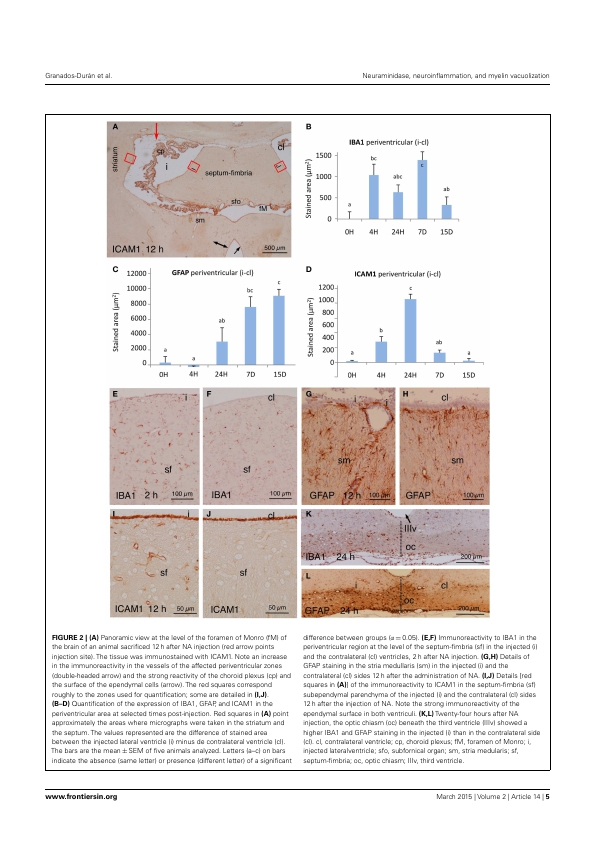 Granados-Durán et al.
Neuraminidase, neuroinflammation, and myelin vacuolization
A
striatum
cp
i
cl
septum-fimbria
sfo
fM
sm
ICAM1 12 h
500 µm
B
IBA1 periventricular (i-cl)
Stained area (µm²)
1500
1000
500
0
a
bc
abc
c
ab
0H
4H
24H
7D
15D
C
GFAP periventricular (i-cl)
Stained area (µm²)
12000
10000
8000
6000
4000
2000
0
a
a
ab
bc
c
0H
4H
24H
7D
15D
D
ICAM1 periventricular (i-cl)
Stained area (µm²)
1200
1000
800
600
400
200
0
a
b
c
ab
a
0H
4H
24H
7D
15D
E
i
sf
IBA1 2 h
100 µm
F
cl
sf
IBA1
100 µm
G
i
sm
GFAP 12 h
100 µm
H
cl
sm
GFAP
100 µm
I
i
sf
ICAM1 12 h
50 µm
J
cl
sf
ICAM1
50 µm
K
IIIv
oc
IBA1 24 h
200 µm
L
i
cl
oc
GFAP 24 h
200 µm
FIGURE 2 | (A) Panoramic view at the level of the foramen of Monro (fM) of
the brain of an animal sacrificed 12 h after NA injection (red arrow points
injection site). The tissue was immunostained with ICAM1. Note an increase
in the immunoreactivity in the vessels of the affected periventricular zones
(double-headed arrow) and the strong reactivity of the choroid plexus (cp) and
the surface of the ependymal cells (arrow). The red squares correspond
roughly to the zones used for quantification; some are detailed in (I,J).
(B–D) Quantification of the expression of IBA1, GFAP, and ICAM1 in the
periventricular area at selected times post-injection. Red squares in (A) point
approximately the areas where micrographs were taken in the striatum and
the septum. The values represented are the difference of stained area
between the injected lateral ventricle (i) minus de contralateral ventricle (cl).
The bars are the mean ± SEM of five animals analyzed. Letters (a–c) on bars
indicate the absence (same letter) or presence (different letter) of a significant
difference between groups (α = 0.05). (E,F) Immunoreactivity to IBA1 in the
periventricular region at the level of the septum-fimbria (sf) in the injected (i)
and the contralateral (cl) ventricles, 2 h after NA injection. (G,H) Details of
GFAP staining in the stria medullaris (sm) in the injected (i) and the
contralateral (cl) sides 12 h after the administration of NA. (I,J) Details [red
squares in (A)] of the immunoreactivity to ICAM1 in the septum-fimbria (sf)
subependymal parenchyma of the injected (i) and the contralateral (cl) sides
12 h after the injection of NA. Note the strong immunoreactivity of the
ependymal surface in both ventriculi. (K,L) Twenty-four hours after NA
injection, the optic chiasm (oc) beneath the third ventricle (IIIv) showed a
higher IBA1 and GFAP staining in the injected (i) than in the contralateral side
(cl). cl, contralateral ventricle; cp, choroid plexus; fM, foramen of Monro; i,
injected lateralventricle; sfo, subfornical organ; sm, stria medullaris; sf,
septum-fimbria; oc, optic chiasm; IIIv, third ventricle.
www.frontiersin.org
March 2015 | Volume 2 | Article 14 | 5